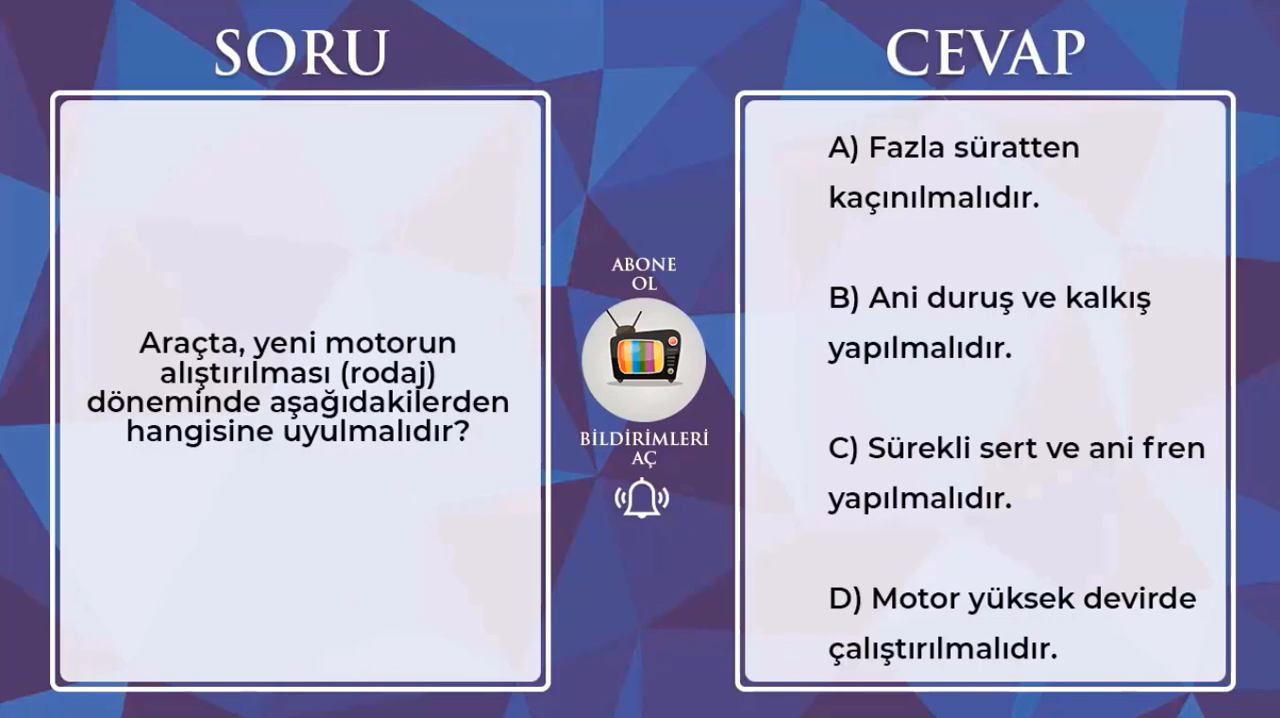 SORU
Araçta, yeni motorun
alıştırılması (rodaj)
döneminde aşağıdakilerden
hangisine uyulmalıdır?
ABONE
OL
BİLDİRİMLERİ
AÇ
CEVAP
A) Fazla süratten
kaçınılmalıdır.
B) Ani duruş ve kalkış
yapılmalıdır.
C) Sürekli sert ve ani fren
yapılmalıdır.
D) Motor yüksek devirde
çalıştırılmalıdır.